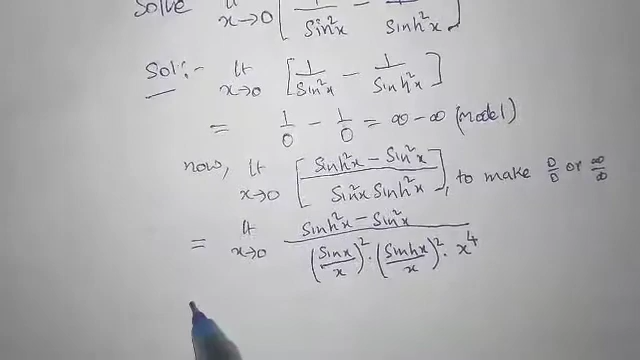 Solve lt x→0 [1/Sin²x - 1/Sinh²x]
Sol:- lt x→0 [1/Sin²x - 1/Sinh²x]
= 1/0 - 1/0 = ∞-∞ (model)
now, lt x→0 [Sinh²x - Sin²x / Sin²x Sinh²x], to make 0/0 or ∞/∞
= lt x→0 Sinh²x - Sin²x / (Sinx/x)² · (Sinhx/x)² · x⁴